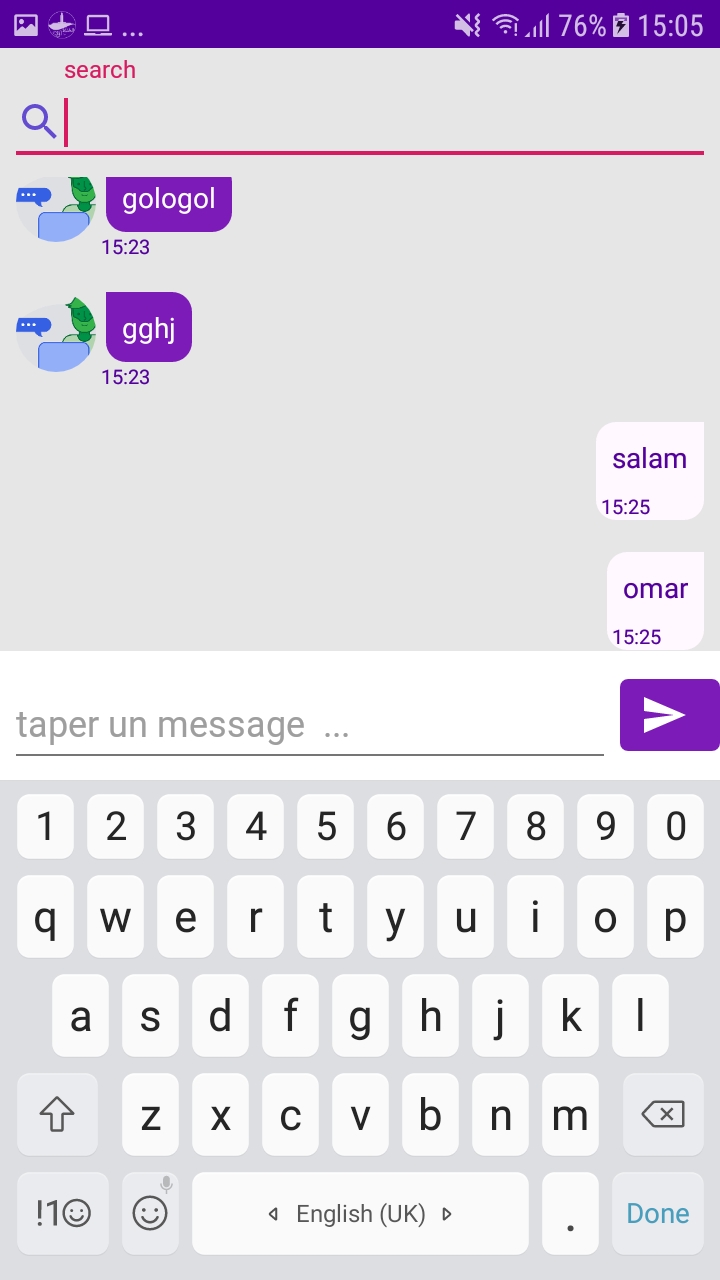 ... 76% 15:05
search
gologol
15:23
gghj
15:23
salam
15:25
omar
15:25
taper un message ...
1 2 3 4 5 6 7 8 9 0
q w e r t y u i o p
a s d f g h j k l
z x c v b n m
!1☺ English (UK) . Done